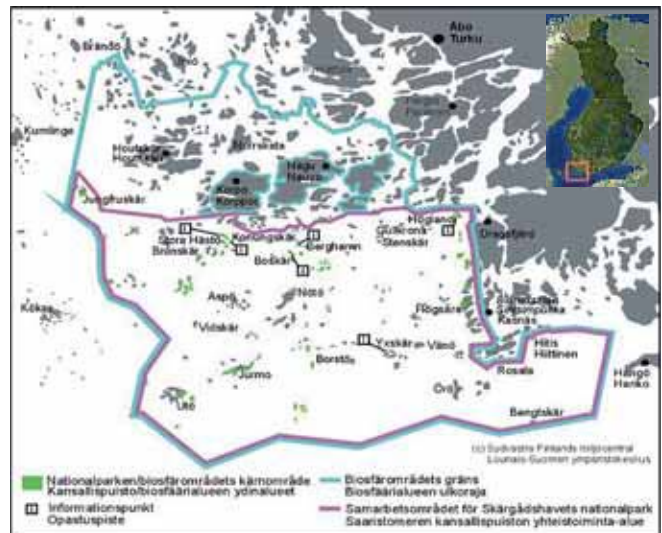 Åbo
Turku
Brändö
Kumlinge
Houtskär
Norrskata
Nagu
Nauvo
Korpo
Korppoo
Jungfruskär
Högland
Gullkrona
Stenskär
Dragsfjärd
Stora Hästö
Korlongskär
Brännskär
Berghamn
Boskär
Aspö
Nötö
Högsåra
Kasnäs
Kökar
Vidskär
Yxskär
Vänö
Hitis
Hiittinen
Borstö
Rosala
Hangö
Hanko
Jurmo
Örö
Utö
Bengtskär
(c) Sydvästra Finlands miljöcentral
Lounais-Suomen ympäristökeskus
Nationalparken/biosfärområdets kärnområde
Kansallispuisto/biosfäärialueen ydinalueet
Biosfärområdets gräns
Biosfäärialueen ulkoraja
Informationspunkt
Opastuspiste
Samarbetsområdet för Skärgårdshavets nationalpark
Saaristomeren kansallispuiston yhteistoiminta-alue